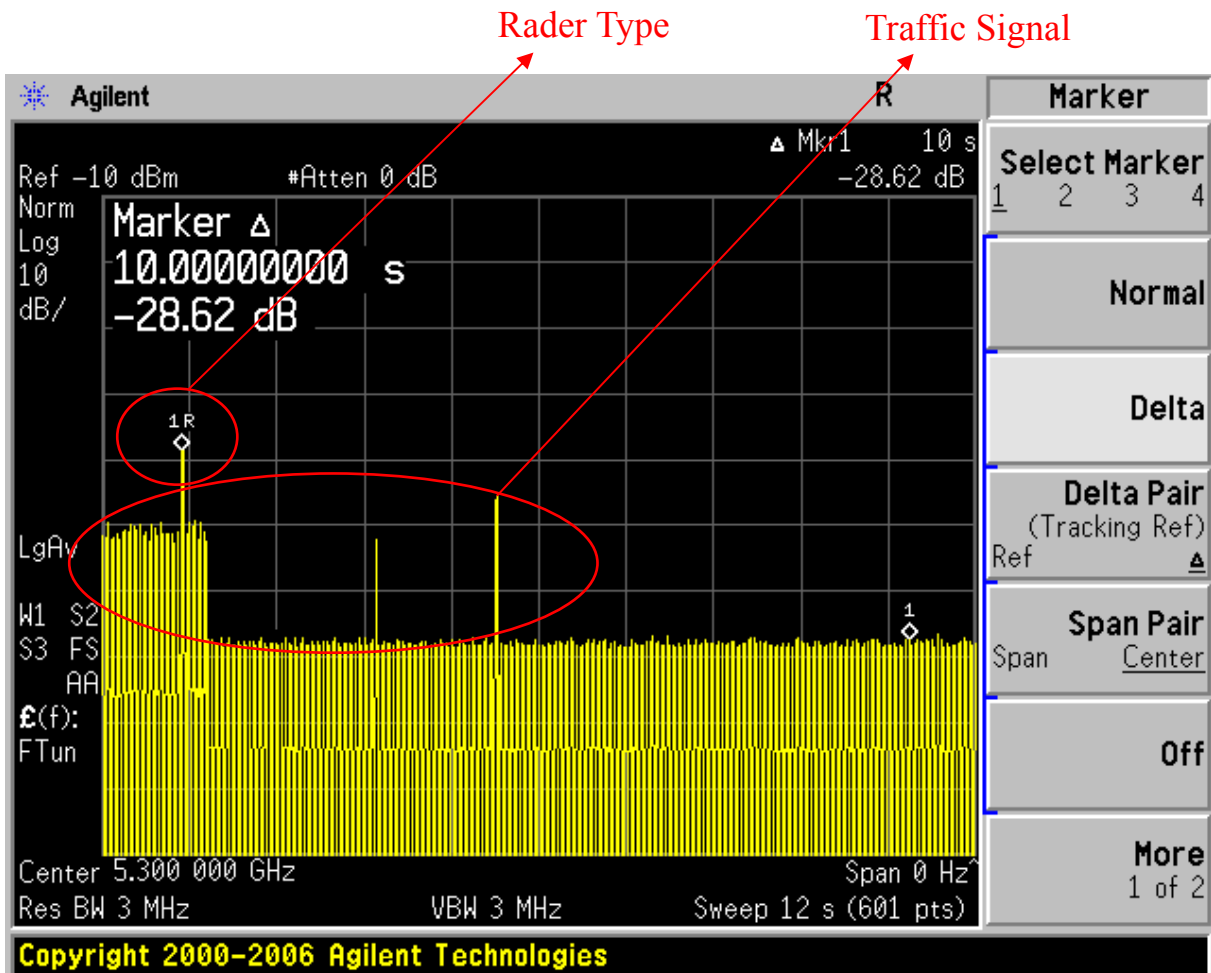 Rader Type
Traffic Signal
Agilent
R
Marker
Δ Mkr1 10 s
Ref -10 dBm #Atten 0 dB -28.62 dB
Select Marker
1 2 3 4
Norm
Log
10
dB/
Marker Δ
10.00000000 s
-28.62 dB
Normal
Delta
1R
Delta Pair
(Tracking Ref)
Ref Δ
LgAv
1
W1 S2
S3 FS
AA
Span Pair
Span Center
£(f):
FTun
Off
Center 5.300 000 GHz Span 0 Hz^
Res BW 3 MHz VBW 3 MHz Sweep 12 s (601 pts)
More
1 of 2
Copyright 2000-2006 Agilent Technologies